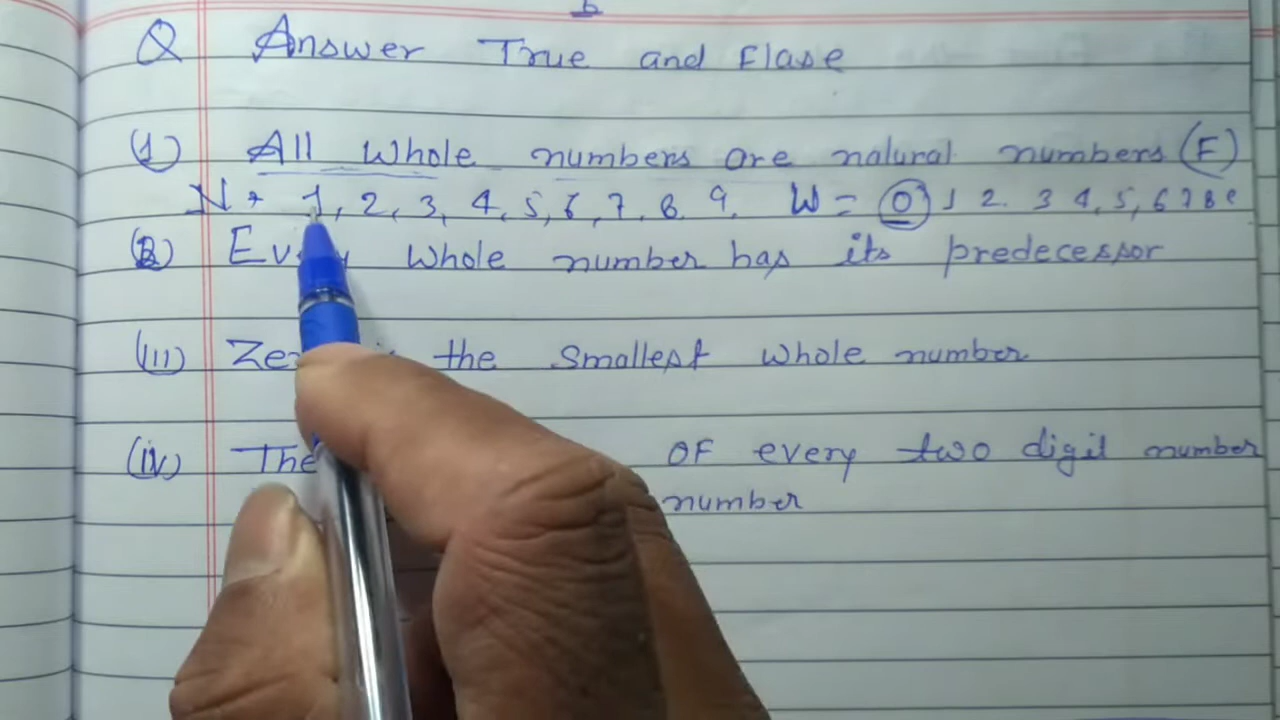 Q Answer True and Flase
(1) All Whole numbers are natural numbers (F)
N = 1, 2, 3, 4, 5, 6, 7, 8, 9. W = 0 1 2. 3 4, 5, 6 7 8 9
(2) Whole number has its predecessor
(III) the Smallest whole number
(iv) The OF every two digit number
number